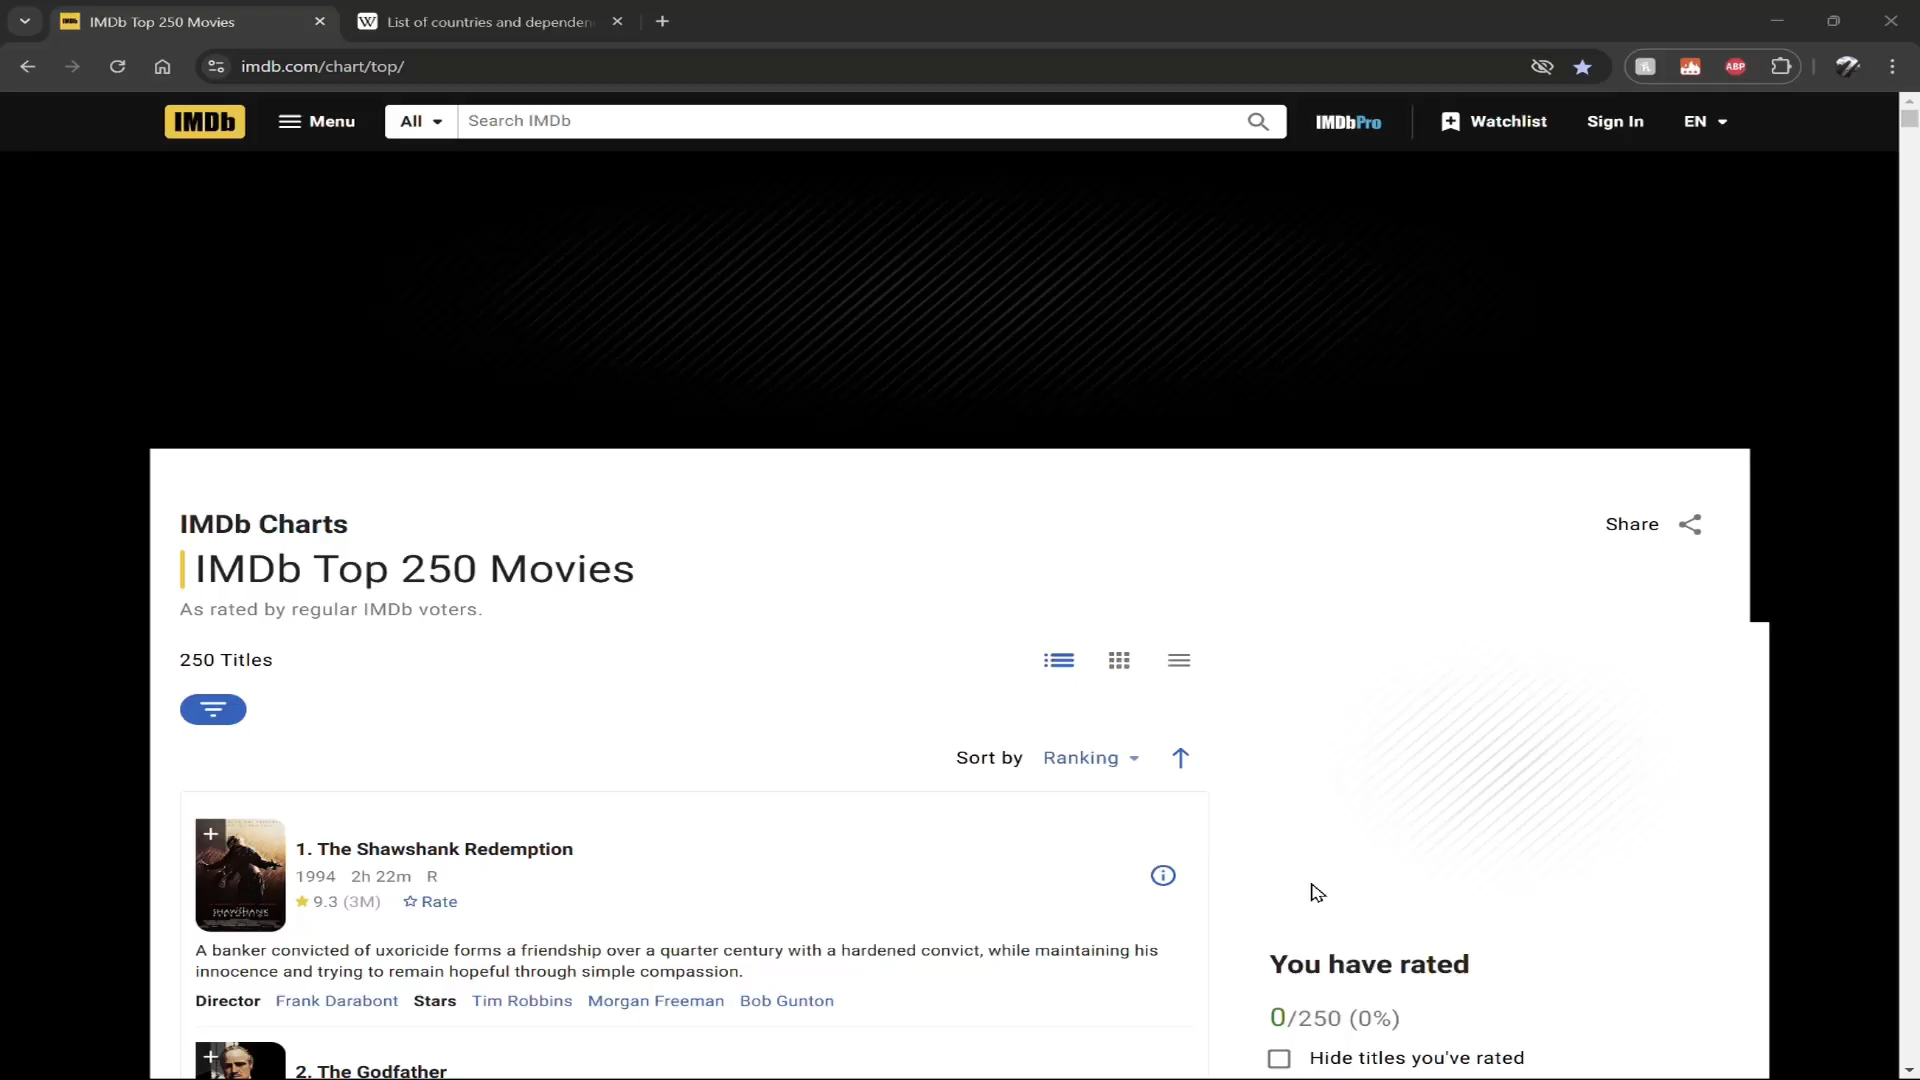 IMDb Top 250 Movies
List of countries and dependen
imdb.com/chart/top/
ABP
IMDb
Menu
All
Search IMDb
IMDbPro
Watchlist
Sign In
EN
IMDb Charts
Share
IMDb Top 250 Movies
As rated by regular IMDb voters.
250 Titles
Sort by Ranking
1. The Shawshank Redemption
1994 2h 22m R
9.3 (3M) Rate
A banker convicted of uxoricide forms a friendship over a quarter century with a hardened convict, while maintaining his
innocence and trying to remain hopeful through simple compassion.
Director Frank Darabont Stars Tim Robbins Morgan Freeman Bob Gunton
2. The Godfather
You have rated
0/250 (0%)
Hide titles you've rated